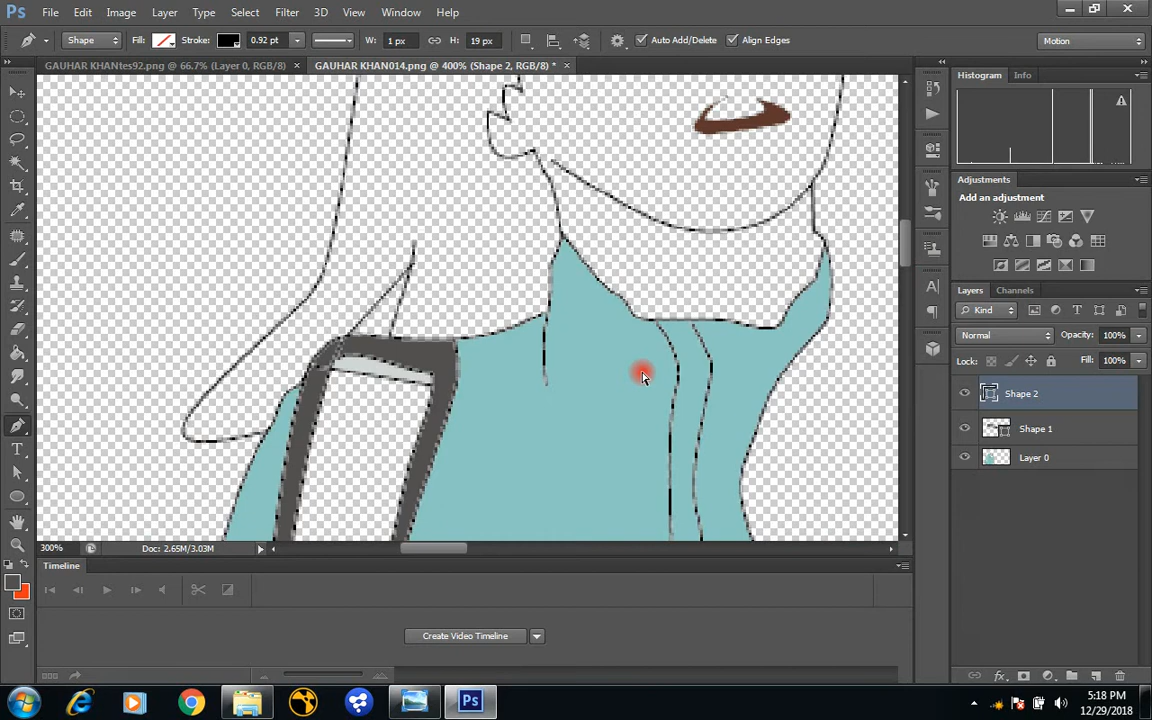 Ps File Edit Image Layer Type Select Filter 3D View Window Help
Shape Fill: Stroke: 0.92 pt W: 1 px H: 19 px Auto Add/Delete Align Edges Motion
GAUHAR KHANtes92.png @ 66.7% (Layer 0, RGB/8) × GAUHAR KHAN014.png @ 400% (Shape 2, RGB/8) * ×
Histogram Info
Adjustments
Add an adjustment
Layers Channels
Kind
Normal Opacity: 100%
Lock: Fill: 100%
Shape 2
Shape 1
Layer 0
300% Doc: 2.65M/3.03M
Timeline
Create Video Timeline
Ps
5:18 PM
12/29/2018